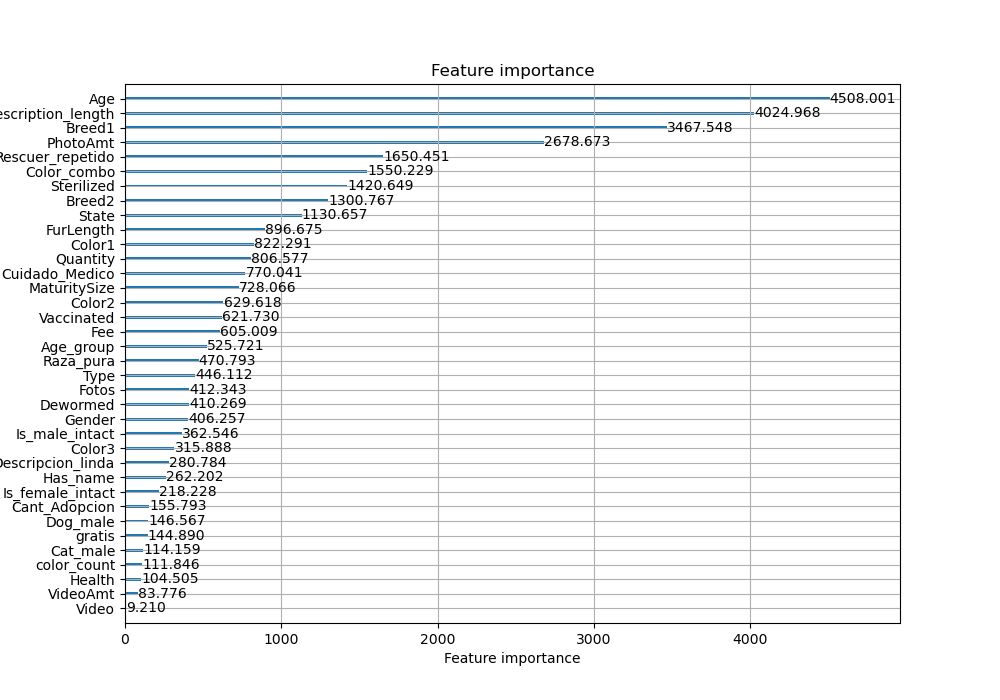 Feature importance
Age 4508.001
escription_length 4024.968
Breed1 3467.548
PhotoAmt 2678.673
Rescuer_repetido 1650.451
Color_combo 1550.229
Sterilized 1420.649
Breed2 1300.767
State 1130.657
FurLength 896.675
Color1 822.291
Quantity 806.577
Cuidado_Medico 770.041
MaturitySize 728.066
Color2 629.618
Vaccinated 621.730
Fee 605.009
Age_group 525.721
Raza_pura 470.793
Type 446.112
Fotos 412.343
Dewormed 410.269
Gender 406.257
Is_male_intact 362.546
Color3 315.888
Descripcion_linda 280.784
Has_name 262.202
Is_female_intact 218.228
Cant_Adopcion 155.793
Dog_male 146.567
gratis 144.890
Cat_male 114.159
color_count 111.846
Health 104.505
VideoAmt 83.776
Video 9.210
0 1000 2000 3000 4000
Feature importance